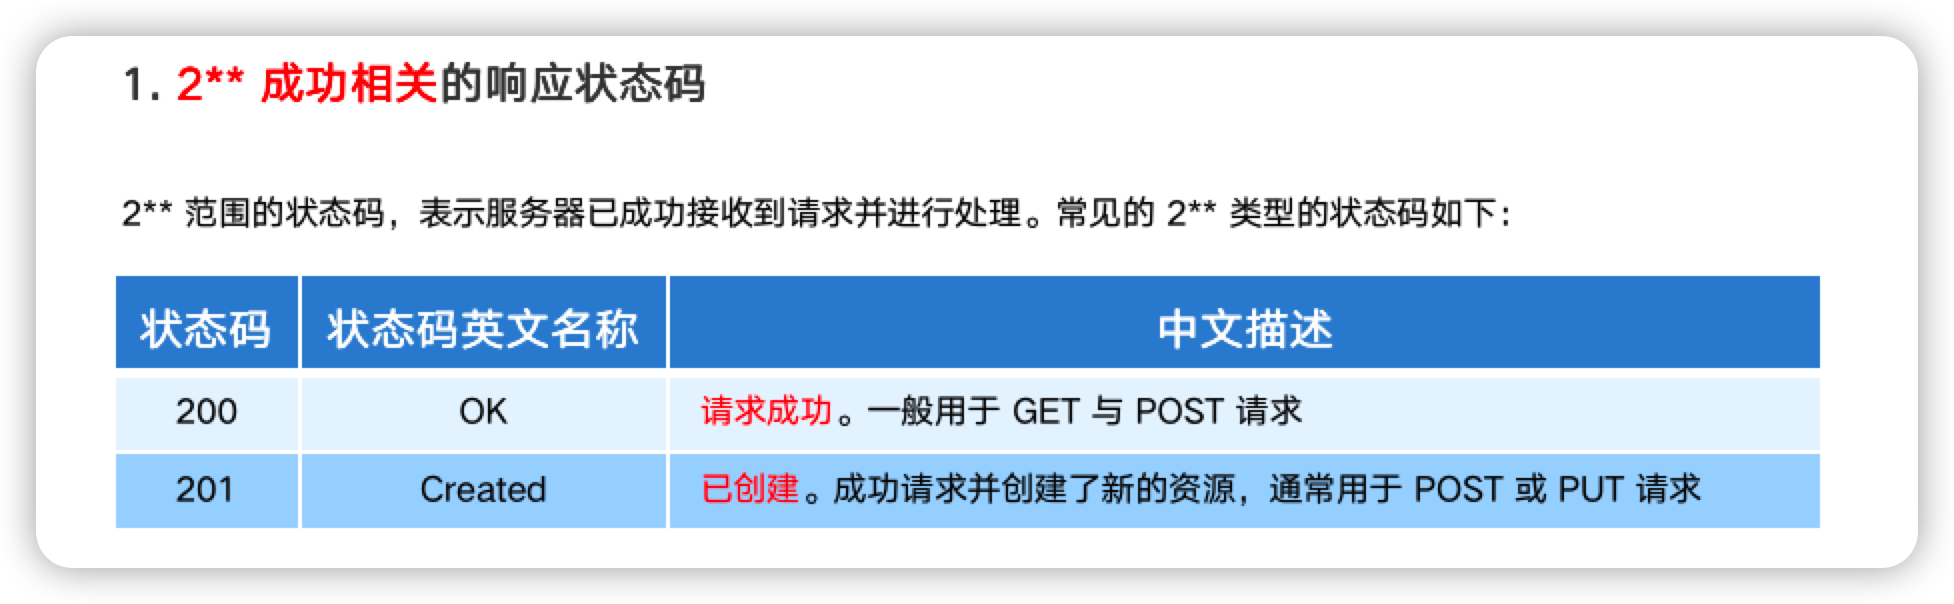 1. 2** 成功相关的响应状态码
2** 范围的状态码，表示服务器已成功接收到请求并进行处理。常见的 2** 类型的状态码如下：
状态码 状态码英文名称 中文描述
200 OK 请求成功。一般用于 GET 与 POST 请求
201 Created 已创建。成功请求并创建了新的资源，通常用于 POST 或 PUT 请求